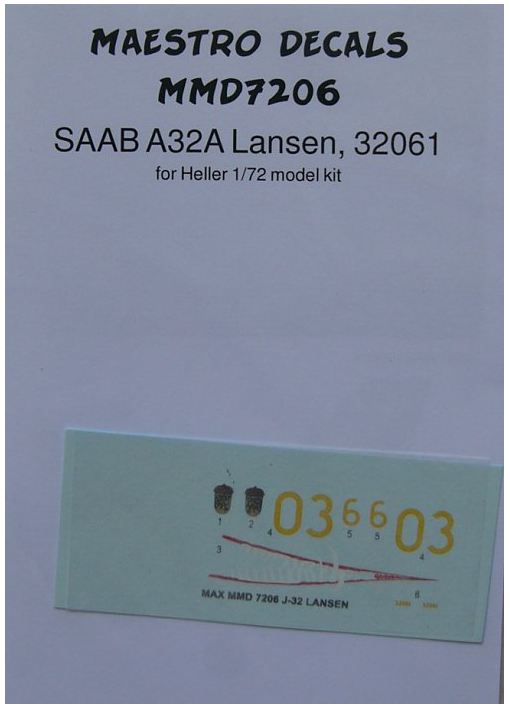 MAESTRO DECALS
MMD7206
SAAB A32A Lansen, 32061
for Heller 1/72 model kit
03 6 6 03
1 2 4 5 5 4
3
6
MAX MMD 7206 J-32 LANSEN